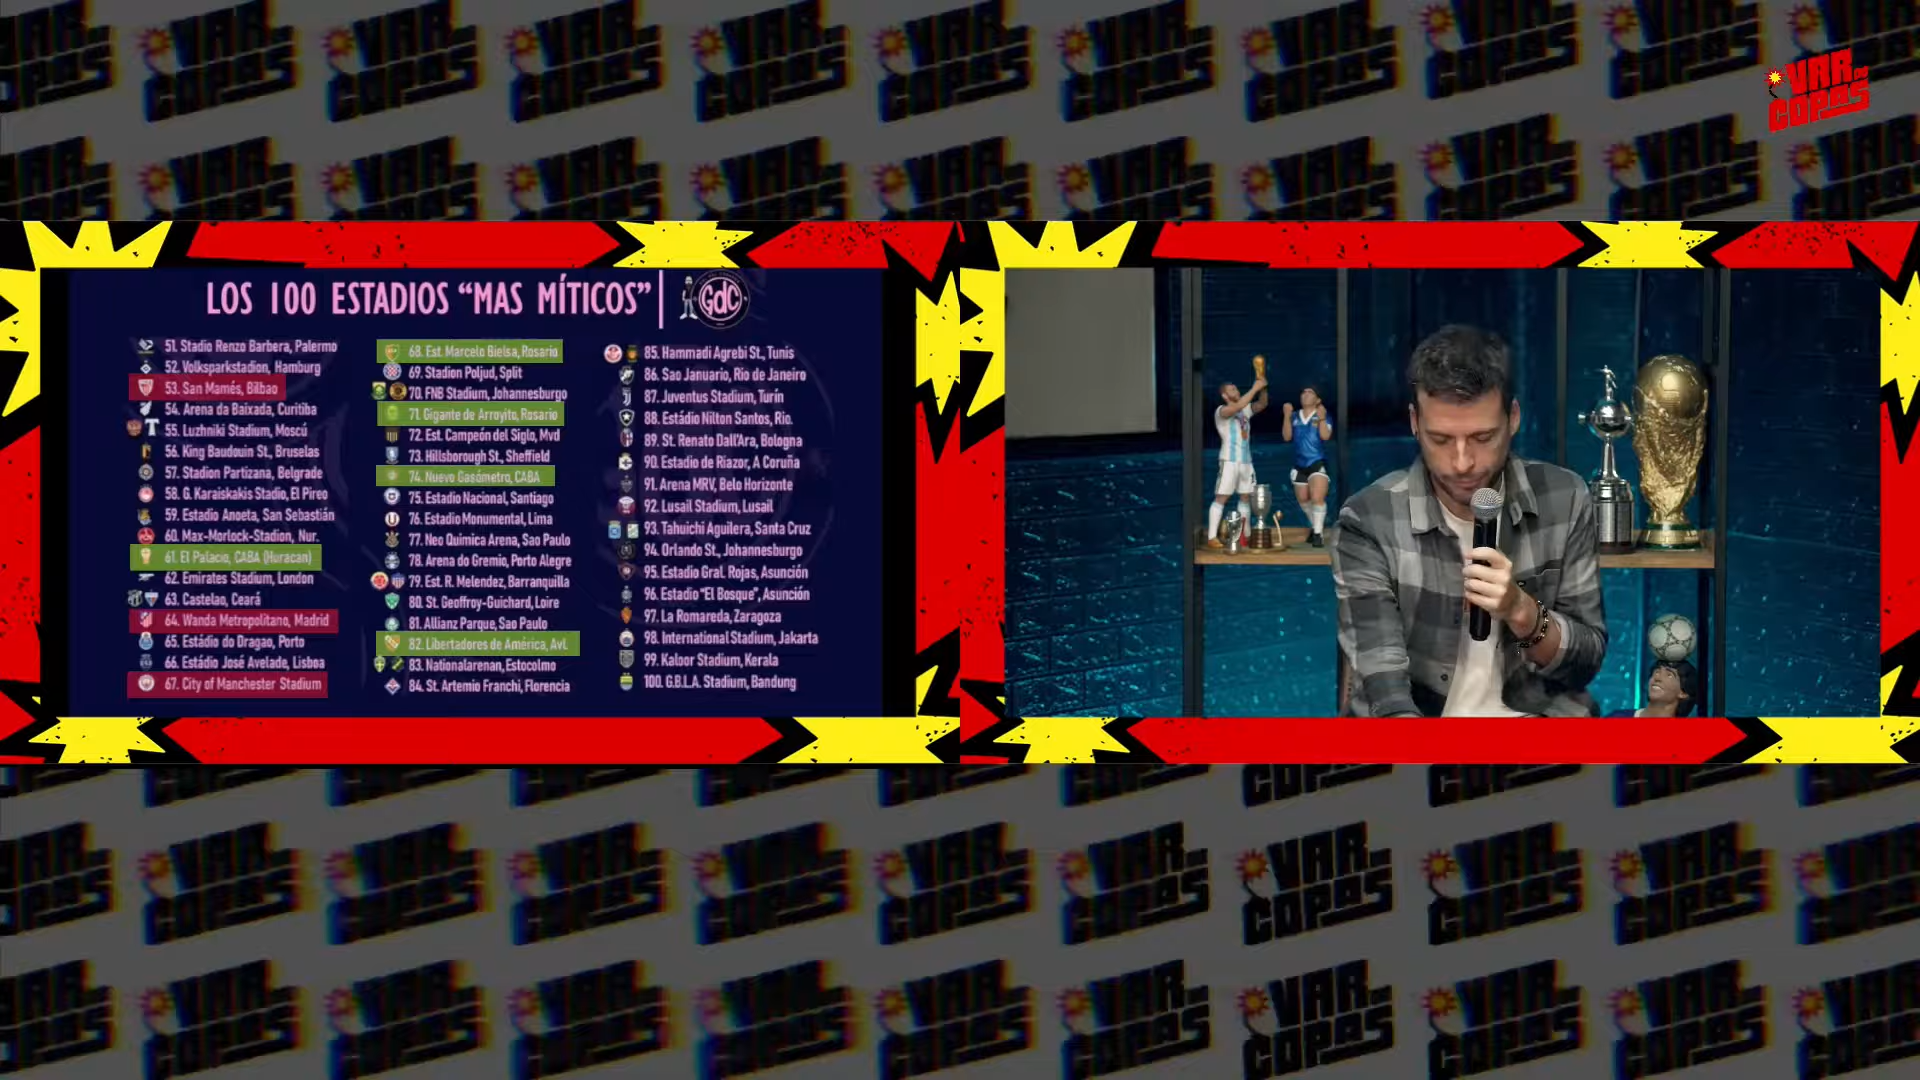 VAR DE
COPAS
LOS 100 ESTADIOS “MAS MÍTICOS”
GdC
51. Stadio Renzo Barbera, Palermo
52. Volksparkstadion, Hamburg
53. San Mamés, Bilbao
54. Arena da Baixada, Curitiba
55. Luzhniki Stadium, Moscú
56. King Baudouin St., Bruselas
57. Stadion Partizana, Belgrade
58. G. Karaiskakis Stadio, El Pireo
59. Estadio Anoeta, San Sebastián
60. Max-Morlock-Stadion, Nur.
61. El Palacio, CABA (Huracan)
62. Emirates Stadium, London
63. Castelao, Ceará
64. Wanda Metropolitano, Madrid
65. Estádio do Dragao, Porto
66. Estádio José Avelade, Lisboa
67. City of Manchester Stadium
68. Est. Marcelo Bielsa, Rosario
69. Stadion Poljud, Split
70. FNB Stadium, Johannesburgo
71. Gigante de Arroyito, Rosario
72. Est. Campeón del Siglo, Mvd
73. Hillsborough St., Sheffield
74. Nuevo Gasómetro, CABA
75. Estadio Nacional, Santiago
76. Estadio Monumental, Lima
77. Neo Quimica Arena, Sao Paulo
78. Arena do Gremio, Porto Alegre
79. Est. R. Melendez, Barranquilla
80. St. Geoffroy-Guichard, Loire
81. Allianz Parque, Sao Paulo
82. Libertadores de América, Avl.
83. Nationalarenan, Estocolmo
84. St. Artemio Franchi, Florencia
85. Hammadi Agrebi St., Tunis
86. Sao Januario, Rio de Janeiro
87. Juventus Stadium, Turín
88. Estádio Nilton Santos, Rio.
89. St. Renato Dall'Ara, Bologna
90. Estadio de Riazor, A Coruña
91. Arena MRV, Belo Horizonte
92. Lusail Stadium, Lusail
93. Tahuichi Aguilera, Santa Cruz
94. Orlando St., Johannesburgo
95. Estadio Gral. Rojas, Asunción
96. Estadio "El Bosque", Asunción
97. La Romareda, Zaragoza
98. International Stadium, Jakarta
99. Kaloor Stadium, Kerala
100. G.B.L.A. Stadium, Bandung